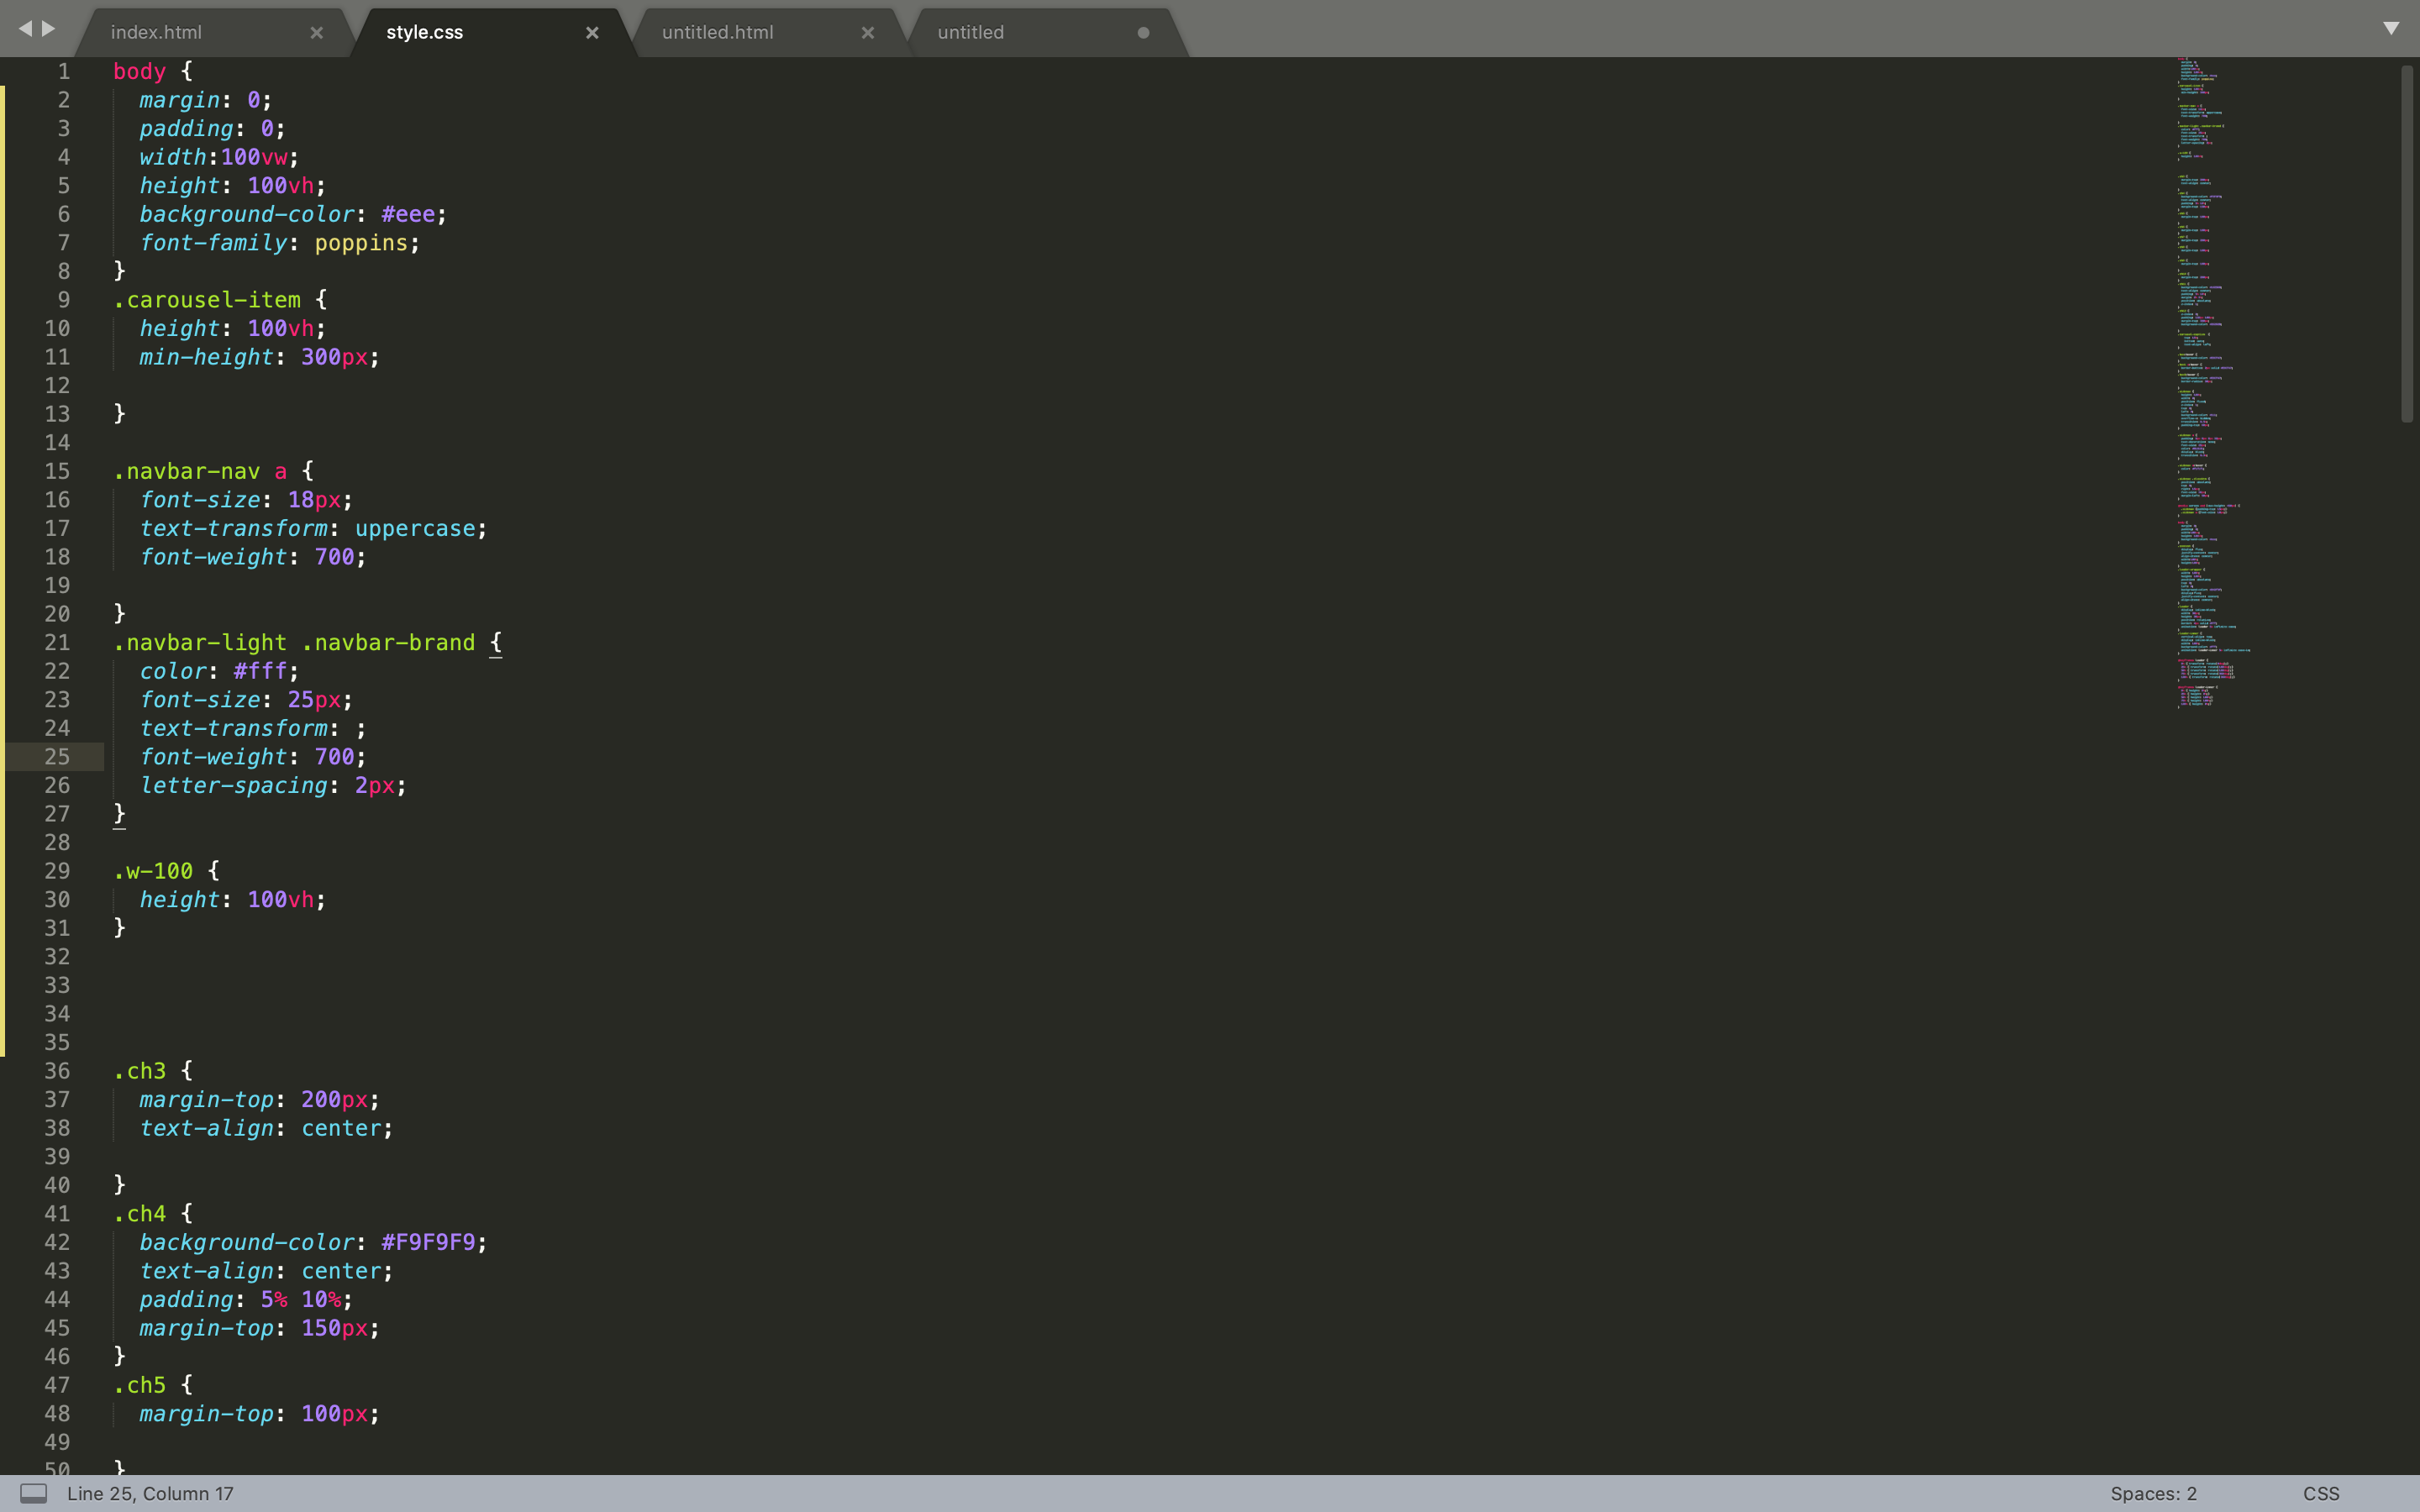 index.html
style.css
untitled.html
untitled
1 body {
2   margin: 0;
3   padding: 0;
4   width:100vw;
5   height: 100vh;
6   background-color: #eee;
7   font-family: poppins;
8 }
9 .carousel-item {
10   height: 100vh;
11   min-height: 300px;
12
13 }
14
15 .navbar-nav a {
16   font-size: 18px;
17   text-transform: uppercase;
18   font-weight: 700;
19
20 }
21 .navbar-light .navbar-brand {
22   color: #fff;
23   font-size: 25px;
24   text-transform: ;
25   font-weight: 700;
26   letter-spacing: 2px;
27 }
28
29 .w-100 {
30   height: 100vh;
31 }
32
33
34
35
36 .ch3 {
37   margin-top: 200px;
38   text-align: center;
39
40 }
41 .ch4 {
42   background-color: #F9F9F9;
43   text-align: center;
44   padding: 5% 10%;
45   margin-top: 150px;
46 }
47 .ch5 {
48   margin-top: 100px;
49
50 }
Line 25, Column 17
Spaces: 2
CSS